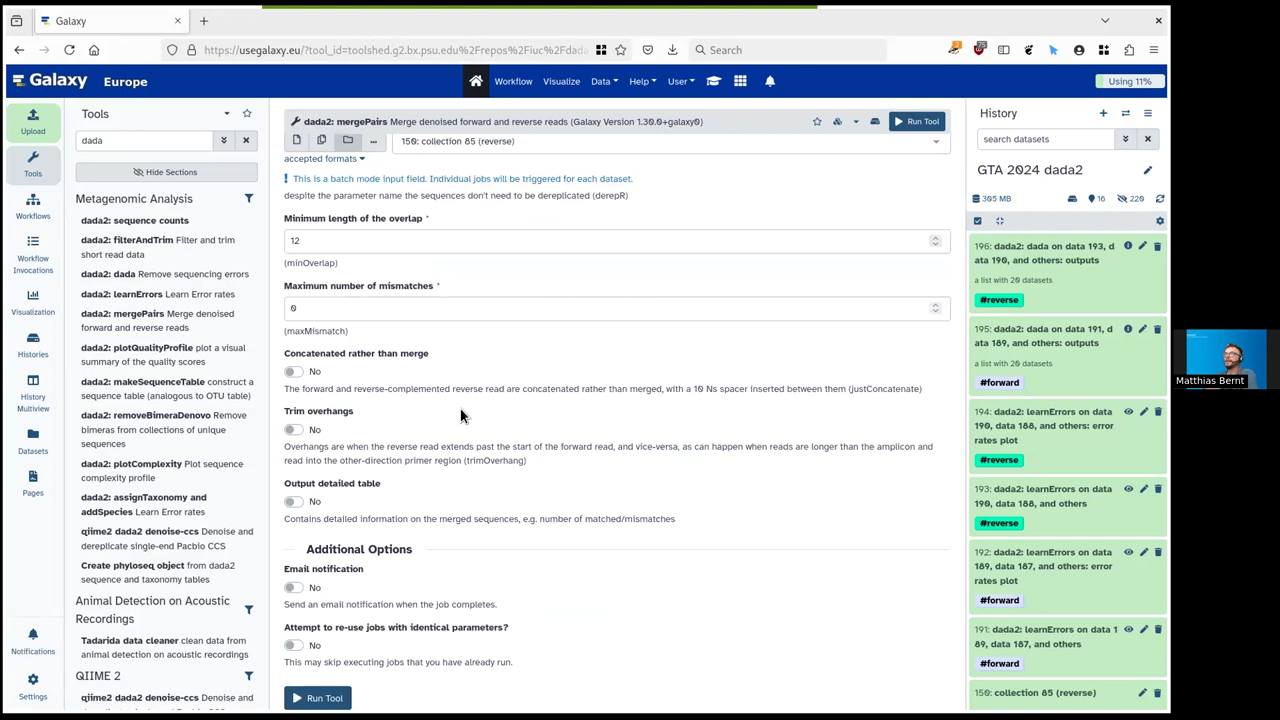 Galaxy
https://usegalaxy.eu/?tool_id=toolshed.g2.bx.psu.edu%2Frepos%2Fiuc%2Fdada
Search
Galaxy
Europe
Workflow
Visualize
Data
Help
User
Using 11%
Upload
Tools
Workflows
Workflow
Invocations
Visualization
Histories
History
Multiview
Datasets
Pages
Notifications
Settings
Tools
dada
Hide Sections
Metagenomic Analysis
dada2: sequence counts
dada2: filterAndTrim Filter and trim
short read data
dada2: dada Remove sequencing errors
dada2: learnErrors Learn Error rates
dada2: mergePairs Merge denoised
forward and reverse reads
dada2: plotQualityProfile plot a visual
summary of the quality scores
dada2: makeSequenceTable construct a
sequence table (analogous to OTU table)
dada2: removeBimeraDenovo Remove
bimeras from collections of unique
sequences
dada2: plotComplexity Plot sequence
complexity profile
dada2: assignTaxonomy and
addSpecies Learn Error rates
qiime2 dada2 denoise-ccs Denoise and
dereplicate single-end Pacbio CCS
Create phyloseq object from dada2
sequence and taxonomy tables
Animal Detection on Acoustic
Recordings
Tadarida data cleaner clean data from
animal detection on acoustic recordings
QIIME 2
qiime2 dada2 denoise-ccs Denoise and
dada2: mergePairs Merge denoised forward and reverse reads (Galaxy Version 1.30.0+galaxy0)
Run Tool
150: collection 85 (reverse)
accepted formats
This is a batch mode input field. Individual jobs will be triggered for each dataset.
despite the parameter name the sequences don't need to be dereplicated (derepR)
Minimum length of the overlap *
12
(minOverlap)
Maximum number of mismatches *
0
(maxMismatch)
Concatenated rather than merge
No
The forward and reverse-complemented reverse read are concatenated rather than merged, with a 10 Ns spacer inserted between them (justConcatenate)
Trim overhangs
No
Overhangs are when the reverse read extends past the start of the forward read, and vice-versa, as can happen when reads are longer than the amplicon and
read into the other-direction primer region (trimOverhang)
Output detailed table
No
Contains detailed information on the merged sequences, e.g. number of matched/mismatches
Additional Options
Email notification
No
Send an email notification when the job completes.
Attempt to re-use jobs with identical parameters?
No
This may skip executing jobs that you have already run.
Run Tool
History
search datasets
GTA 2024 dada2
305 MB
16
220
196: dada2: dada on data 193, d
ata 190, and others: outputs
a list with 20 datasets
#reverse
195: dada2: dada on data 191, d
ata 189, and others: outputs
a list with 20 datasets
#forward
194: dada2: learnErrors on data
190, data 188, and others: error
rates plot
#reverse
193: dada2: learnErrors on data
190, data 188, and others
#reverse
192: dada2: learnErrors on data
189, data 187, and others: error
rates plot
#forward
191: dada2: learnErrors on data 1
89, data 187, and others
#forward
150: collection 85 (reverse)
Matthias Bernt